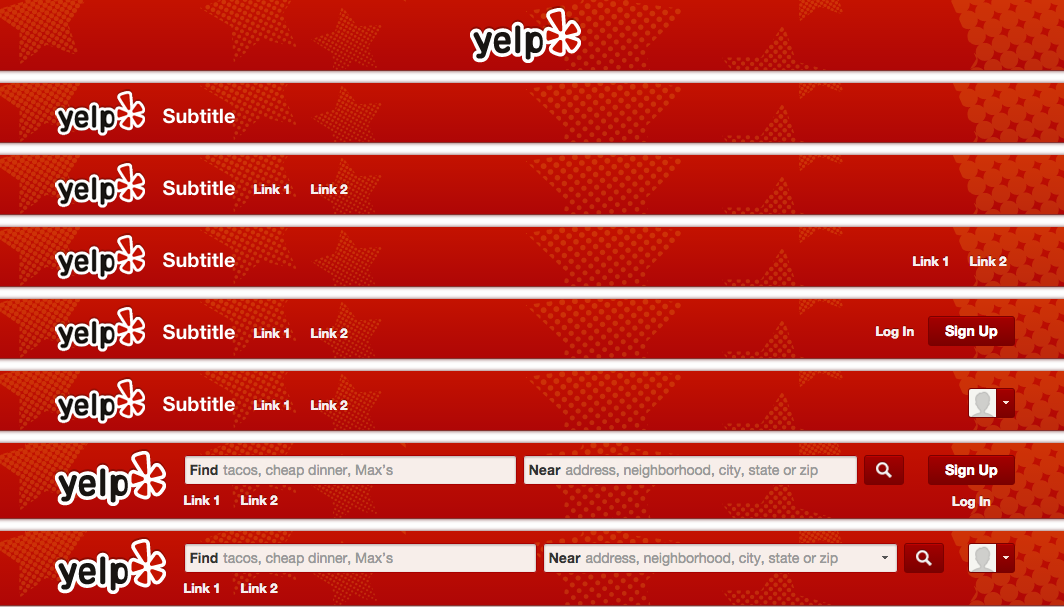 yelp
yelp Subtitle
yelp Subtitle Link 1 Link 2
yelp Subtitle Link 1 Link 2
yelp Subtitle Link 1 Link 2 Log In Sign Up
yelp Subtitle Link 1 Link 2
yelp Find tacos, cheap dinner, Max's Near address, neighborhood, city, state or zip Sign Up
Link 1 Link 2 Log In
yelp Find tacos, cheap dinner, Max's Near address, neighborhood, city, state or zip
Link 1 Link 2